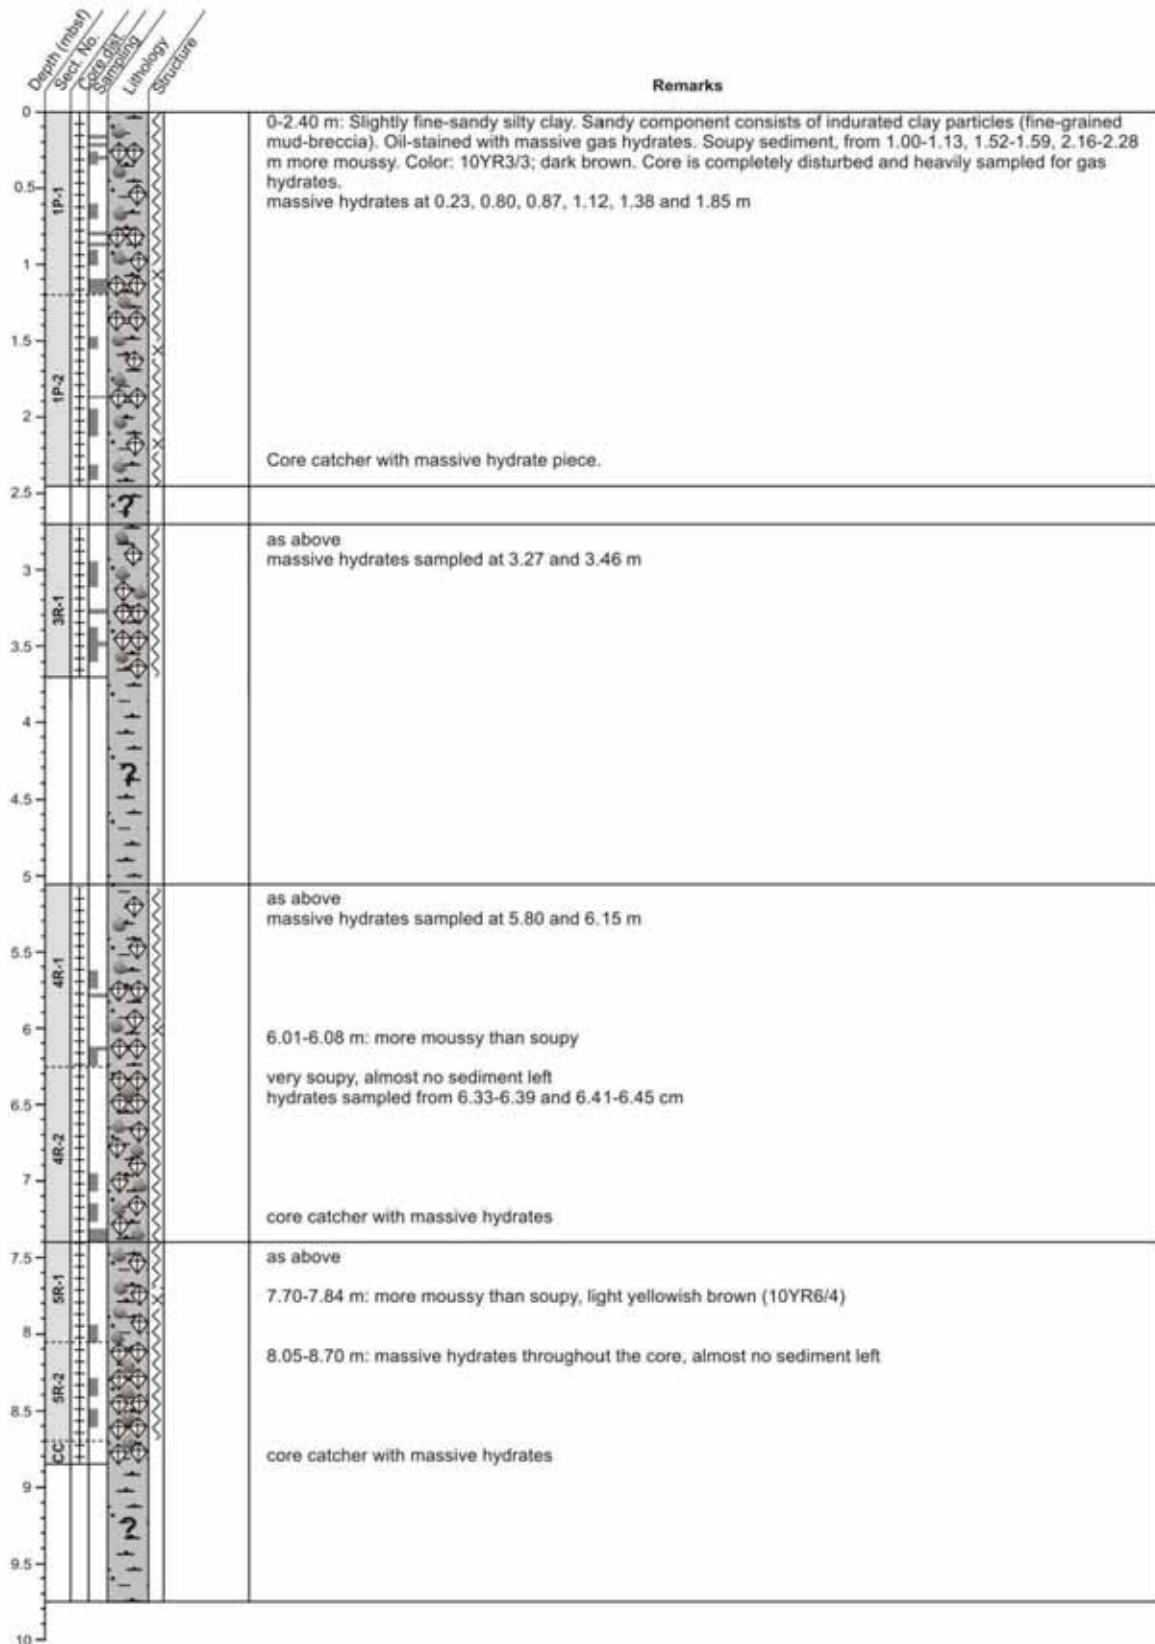 Depth (mbsf)
Sect. No.
Core dist.
Sampling
Lithology
Structure
Remarks
0
0-2.40 m: Slightly fine-sandy silty clay. Sandy component consists of indurated clay particles (fine-grained
mud-breccia). Oil-stained with massive gas hydrates. Soupy sediment, from 1.00-1.13, 1.52-1.59, 2.16-2.28
m more moussy. Color: 10YR3/3; dark brown. Core is completely disturbed and heavily sampled for gas
hydrates.
massive hydrates at 0.23, 0.80, 0.87, 1.12, 1.38 and 1.85 m
0.5
1P-1
1
1.5
1P-2
2
Core catcher with massive hydrate piece.
2.5
?
as above
massive hydrates sampled at 3.27 and 3.46 m
3
3R-1
3.5
4
?
4.5
5
as above
massive hydrates sampled at 5.80 and 6.15 m
5.5
4R-1
6
6.01-6.08 m: more moussy than soupy
very soupy, almost no sediment left
hydrates sampled from 6.33-6.39 and 6.41-6.45 cm
6.5
4R-2
7
core catcher with massive hydrates
7.5
as above
5R-1
7.70-7.84 m: more moussy than soupy, light yellowish brown (10YR6/4)
8
8.05-8.70 m: massive hydrates throughout the core, almost no sediment left
5R-2
8.5
CC
core catcher with massive hydrates
9
?
9.5
10